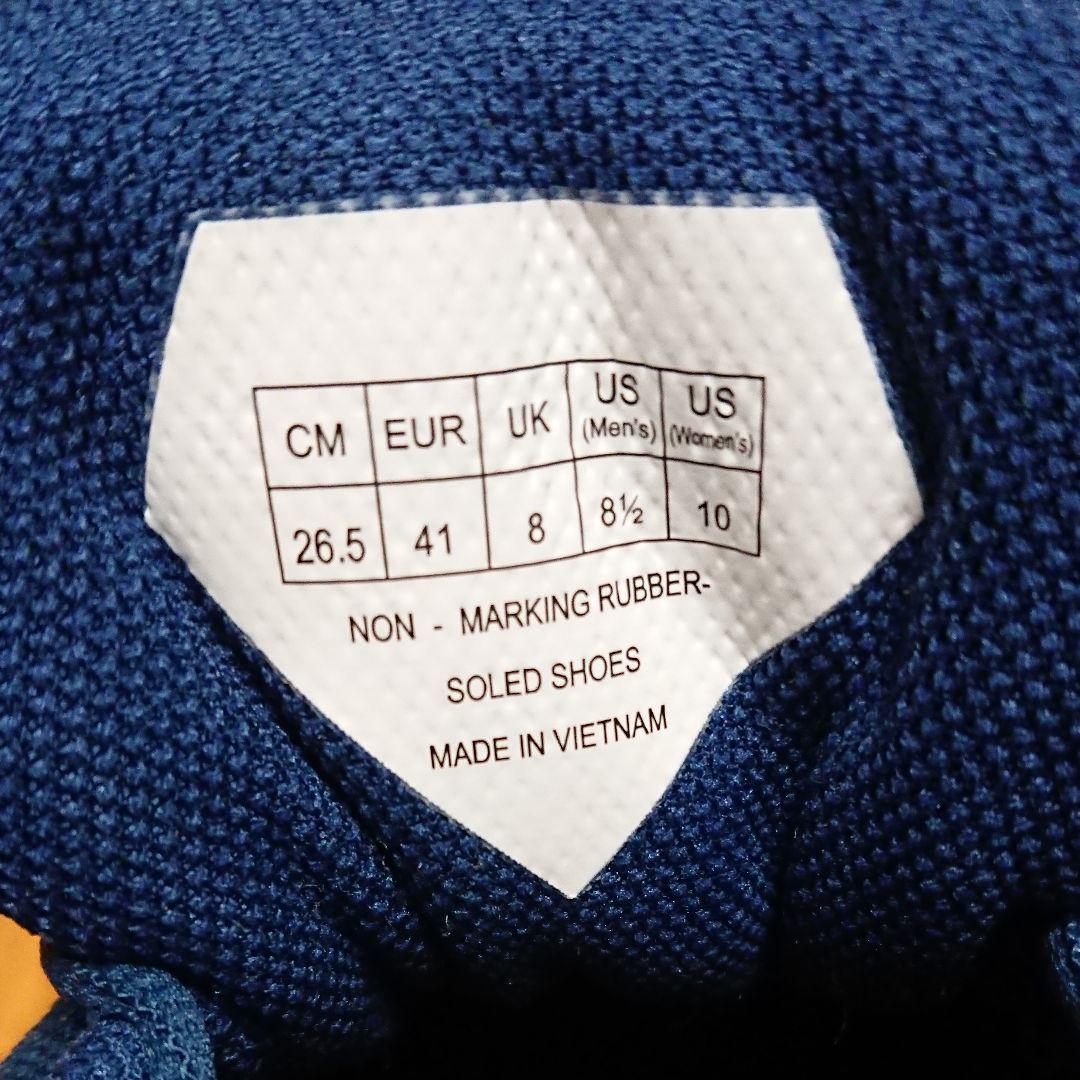 CM EUR UK US (Men's) US (Women's)
26.5 41 8 8½ 10
NON - MARKING RUBBER-
SOLED SHOES
MADE IN VIETNAM